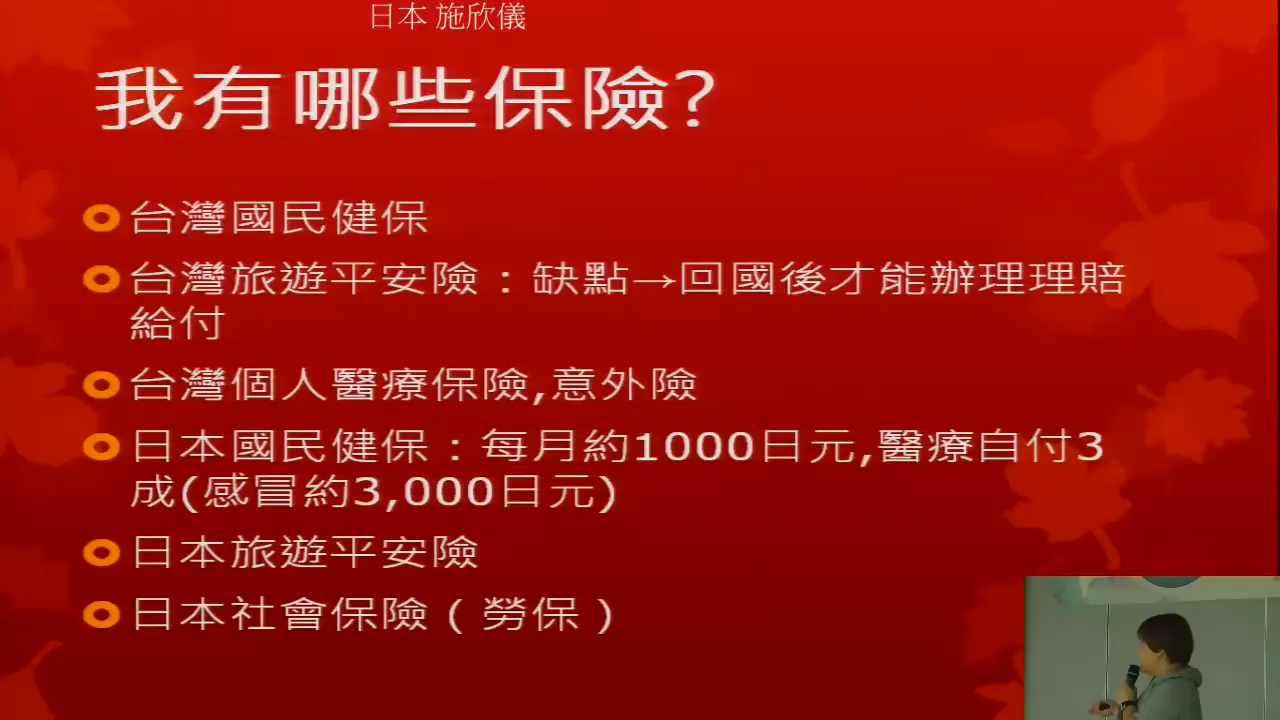 日本 施欣儀
我有哪些保險?
台灣國民健保
台灣旅遊平安險：缺點→回國後才能辦理理賠
給付
台灣個人醫療保險,意外險
日本國民健保：每月約1000日元,醫療自付3
成(感冒約3,000日元)
日本旅遊平安險
日本社會保險（勞保）